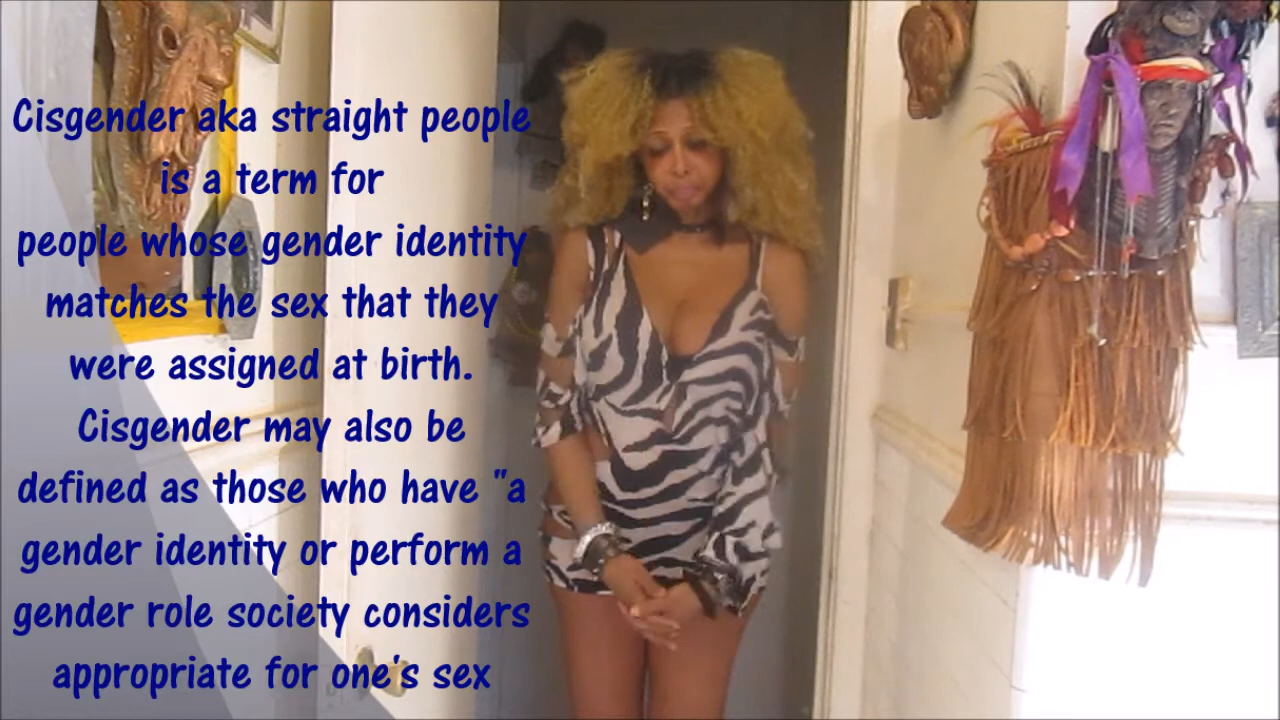 Cisgender aka straight people
is a term for
people whose gender identity
matches the sex that they
were assigned at birth.
Cisgender may also be
defined as those who have "a
gender identity or perform a
gender role society considers
appropriate for one's sex